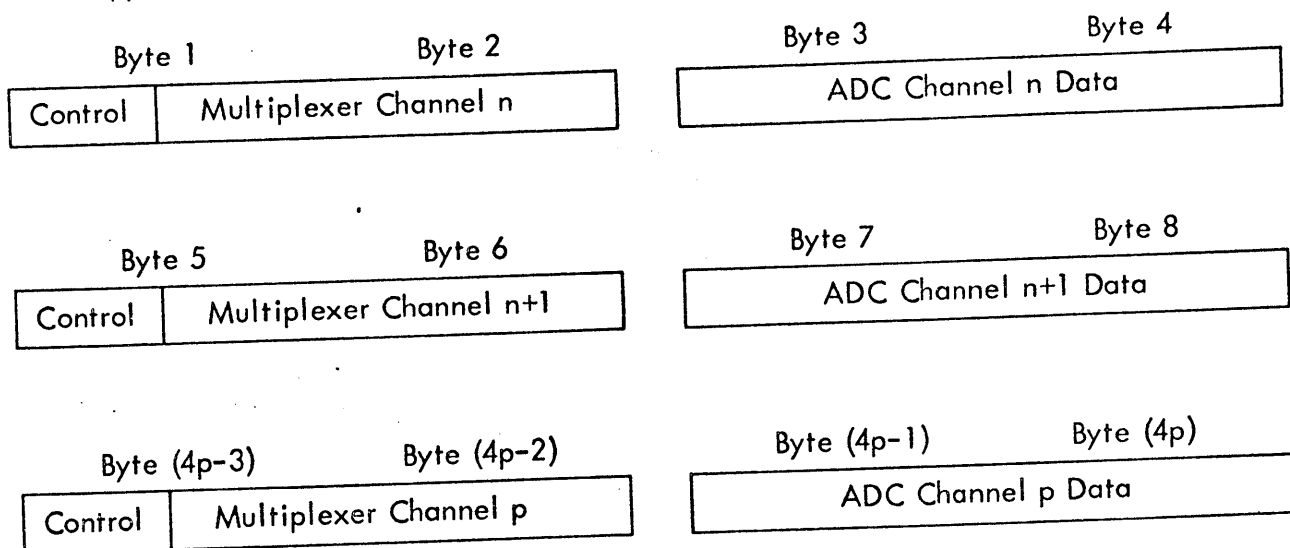 Byte 1 Byte 2 Byte 3 Byte 4
Control Multiplexer Channel n ADC Channel n Data
Byte 5 Byte 6 Byte 7 Byte 8
Control Multiplexer Channel n+1 ADC Channel n+1 Data
Byte (4p-3) Byte (4p-2) Byte (4p-1) Byte (4p)
Control Multiplexer Channel p ADC Channel p Data